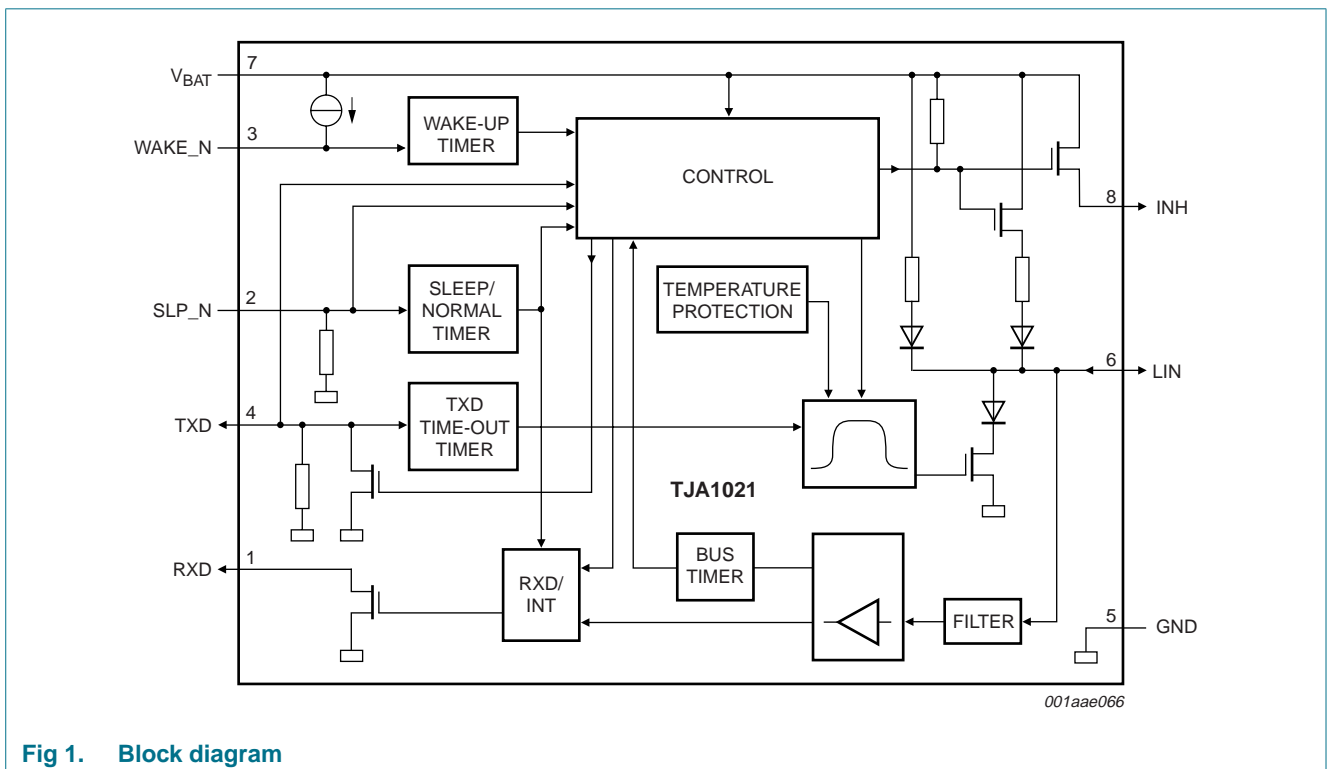 7
VBAT
3
WAKE_N
WAKE-UP
TIMER
CONTROL
8
INH
2
SLP_N
SLEEP/
NORMAL
TIMER
TEMPERATURE
PROTECTION
6
LIN
4
TXD
TXD
TIME-OUT
TIMER
TJA1021
1
RXD
RXD/
INT
BUS
TIMER
FILTER
5
GND
001aae066
Fig 1. Block diagram